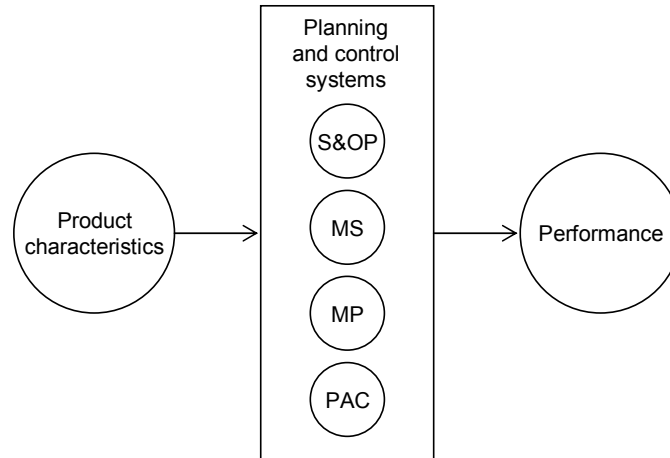 Planning
and control
systems
S&OP
Product
characteristics
MS
Performance
MP
PAC